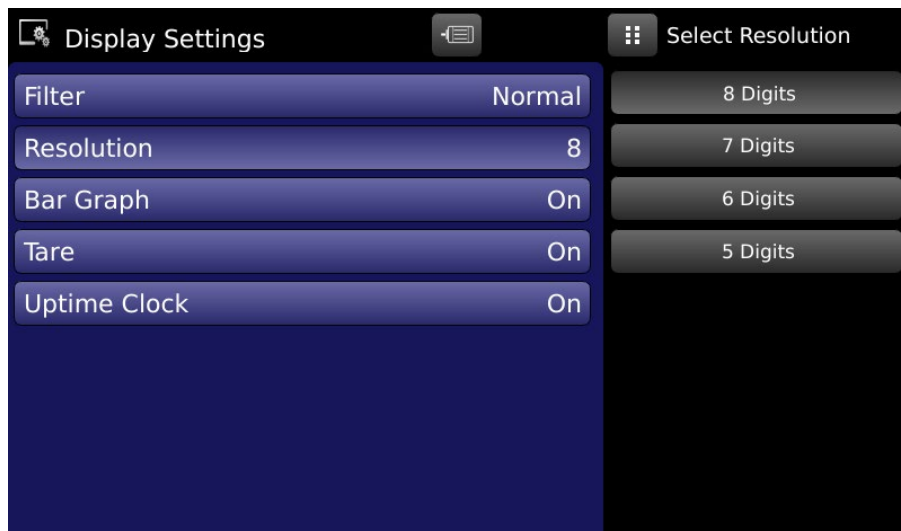 Display Settings
Select Resolution
Filter Normal
Resolution 8
Bar Graph On
Tare On
Uptime Clock On
8 Digits
7 Digits
6 Digits
5 Digits